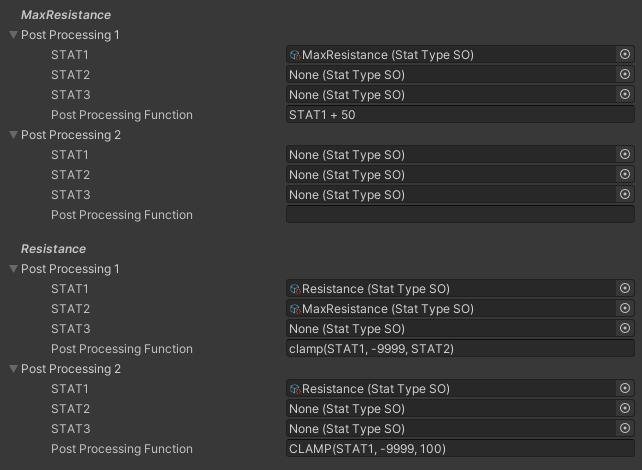 MaxResistance
Post Processing 1
STAT1 MaxResistance (Stat Type SO)
STAT2 None (Stat Type SO)
STAT3 None (Stat Type SO)
Post Processing Function STAT1 + 50
Post Processing 2
STAT1 None (Stat Type SO)
STAT2 None (Stat Type SO)
STAT3 None (Stat Type SO)
Post Processing Function
Resistance
Post Processing 1
STAT1 Resistance (Stat Type SO)
STAT2 MaxResistance (Stat Type SO)
STAT3 None (Stat Type SO)
Post Processing Function clamp(STAT1, -9999, STAT2)
Post Processing 2
STAT1 Resistance (Stat Type SO)
STAT2 None (Stat Type SO)
STAT3 None (Stat Type SO)
Post Processing Function CLAMP(STAT1, -9999, 100)